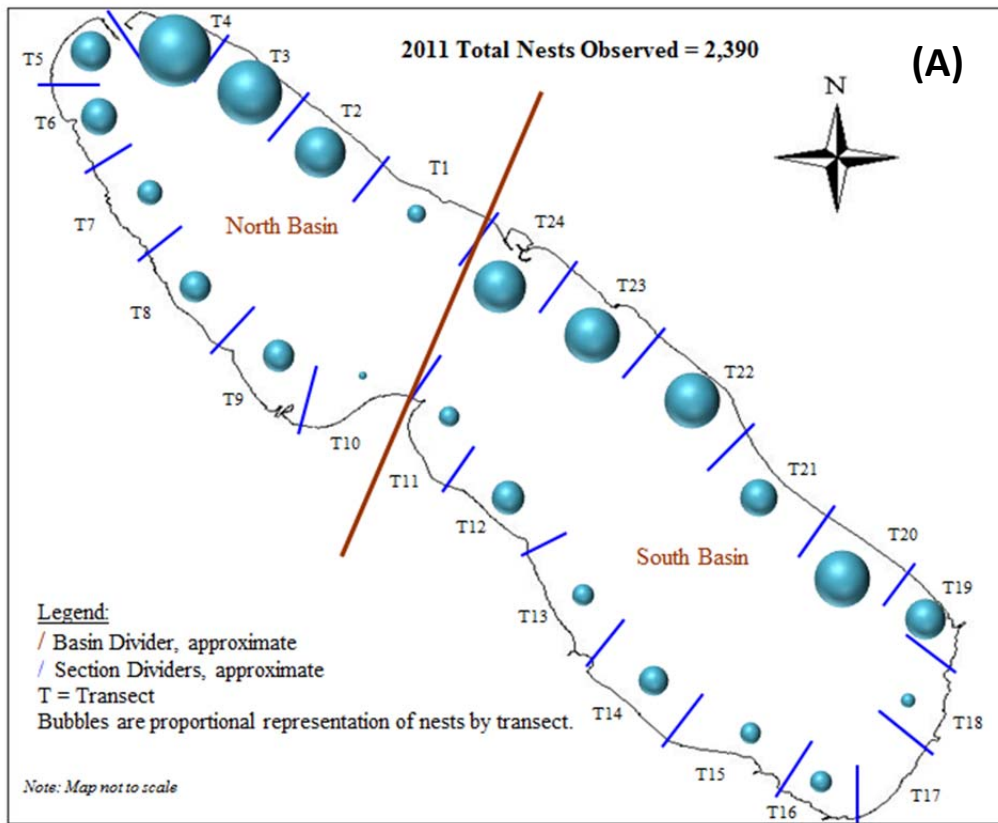 2011 Total Nests Observed = 2,390
(A)
N
T5
T4
T3
T2
T1
T6
T7
North Basin
T24
T23
T8
T22
T9
T10
T21
T11
T12
South Basin
T20
T19
T13
T18
T14
T15
T16
T17
Legend:
/ Basin Divider, approximate
/ Section Dividers, approximate
T = Transect
Bubbles are proportional representation of nests by transect.
Note: Map not to scale